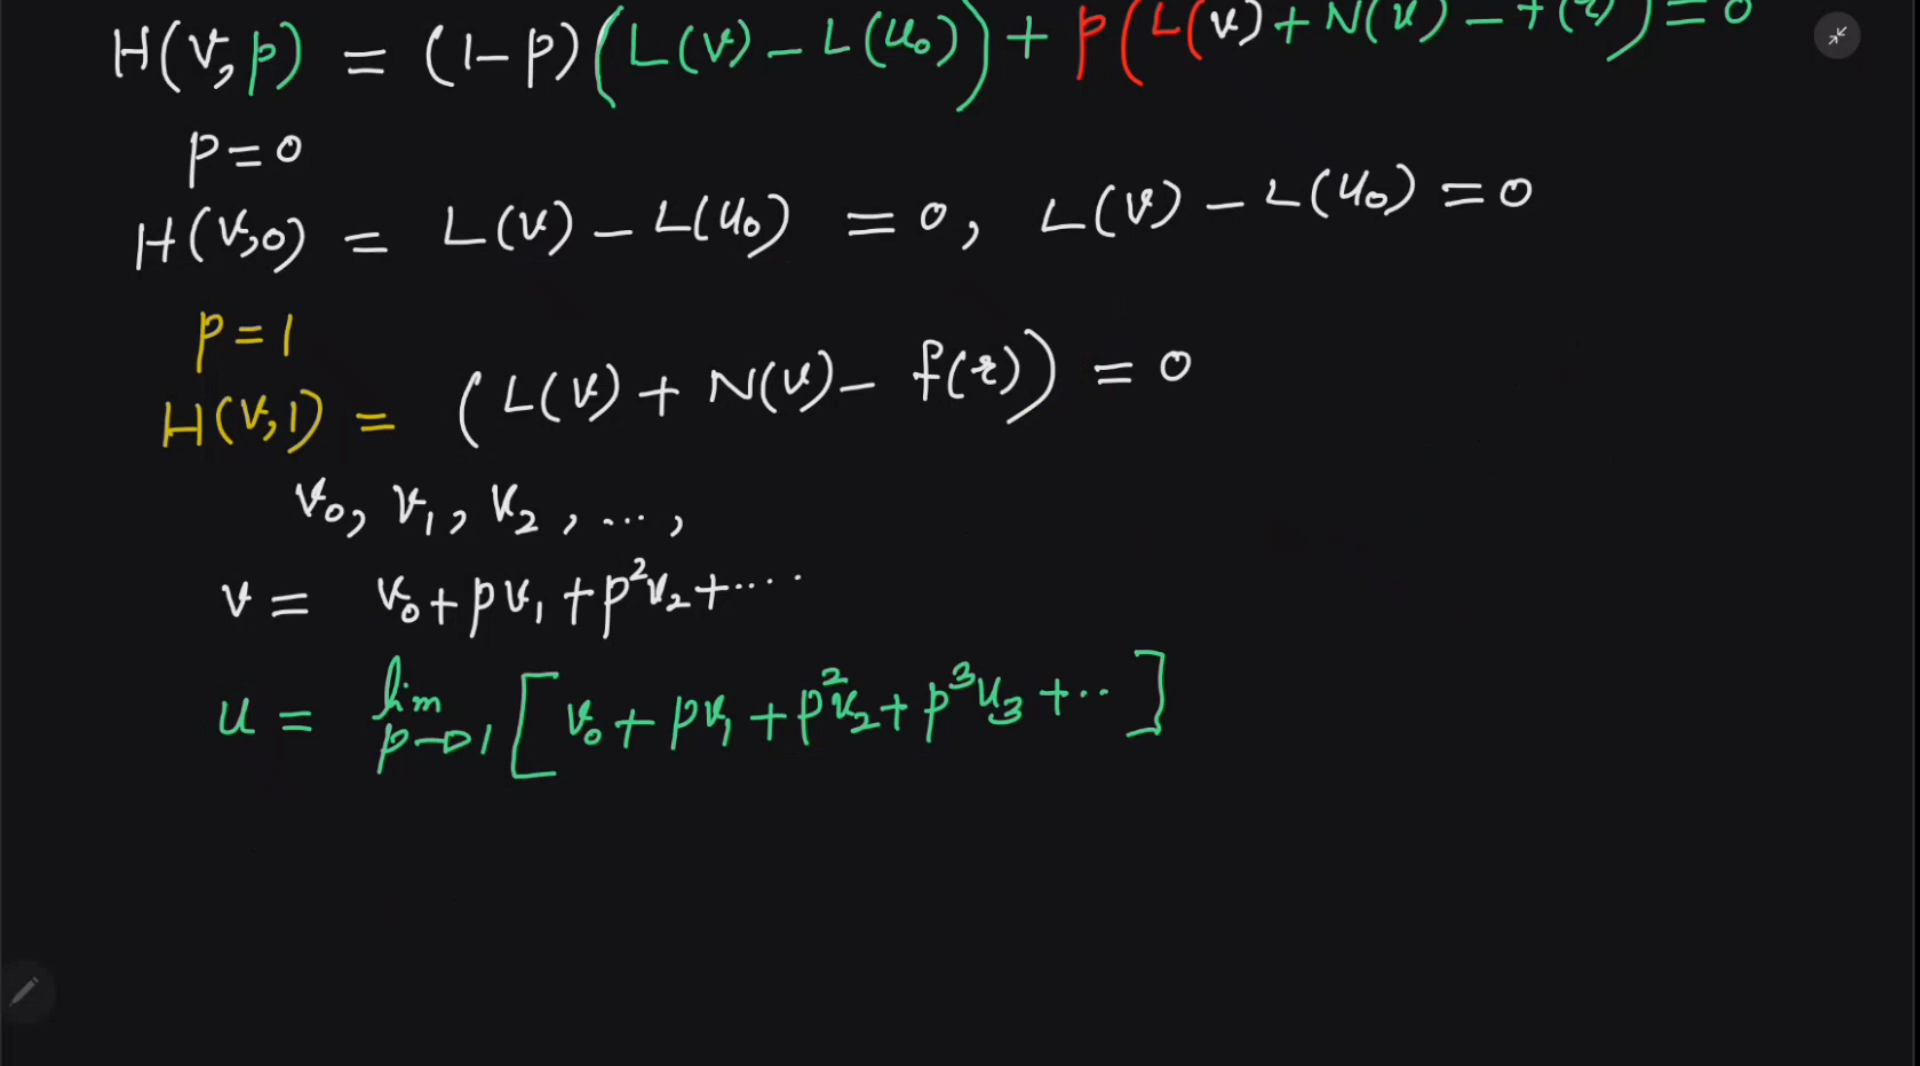 H(v,p) = (1-p)(L(v) - L(u₀)) + p(L(v) + N(v) - f(r)) = 0
p=0
H(v,0) = L(v) - L(u₀) = 0, L(v) - L(u₀) = 0
p=1
H(v,1) = (L(v) + N(v) - f(r)) = 0
v₀, v₁, v₂, ...,
v = v₀ + pv₁ + p²v₂ + ....
u = lim p→1 [v₀ + pv₁ + p²v₂ + p³v₃ + ..]